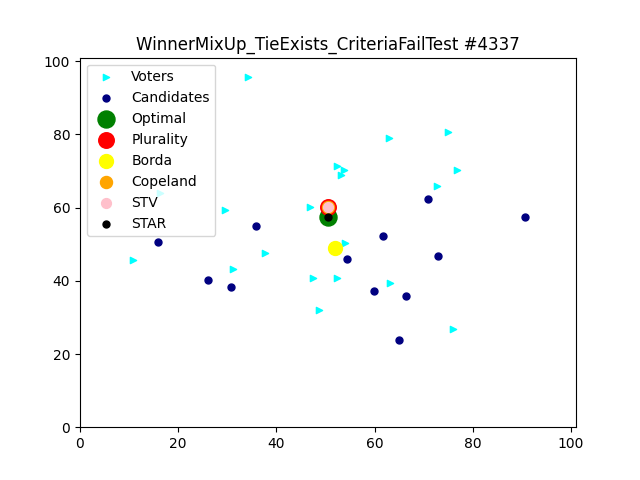 WinnerMixUp_TieExists_CriteriaFailTest #4337
100
80
60
40
20
0
Voters
Candidates
Optimal
Plurality
Borda
Copeland
STV
STAR
0 20 40 60 80 100